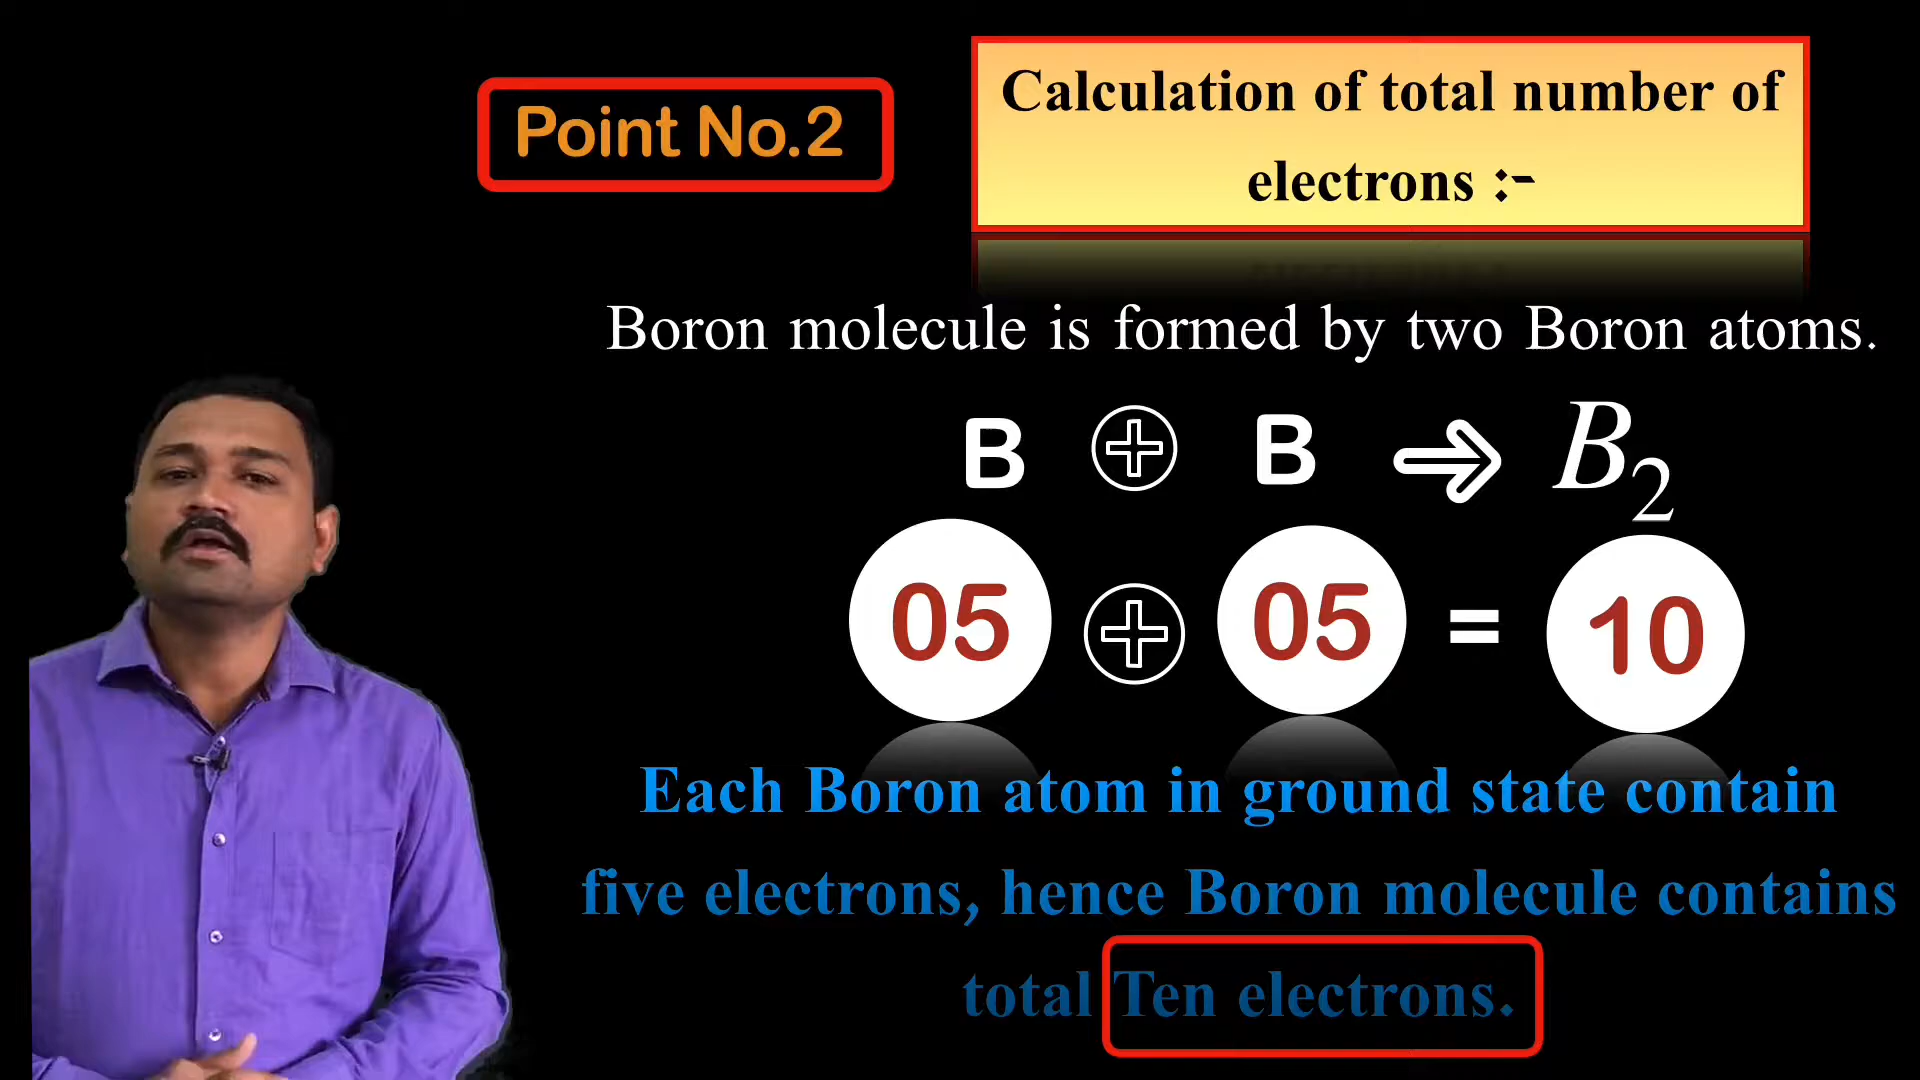 Point No.2
Calculation of total number of
electrons :-
Boron molecule is formed by two Boron atoms.
B + B ⇒ B₂
05 + 05 = 10
Each Boron atom in ground state contain
five electrons, hence Boron molecule contains
total Ten electrons.